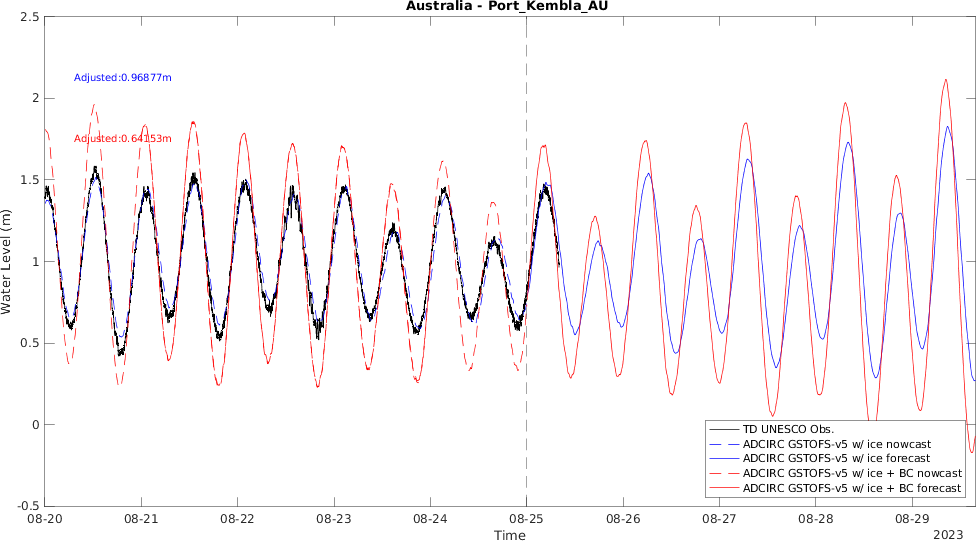 Australia - Port_Kembla_AU
2.5
2
1.5
1
0.5
0
-0.5
Water Level (m)
Adjusted:0.96877m
Adjusted:0.64153m
TD UNESCO Obs.
ADCIRC GSTOFS-v5 w/ ice nowcast
ADCIRC GSTOFS-v5 w/ ice forecast
ADCIRC GSTOFS-v5 w/ ice + BC nowcast
ADCIRC GSTOFS-v5 w/ ice + BC forecast
08-20 08-21 08-22 08-23 08-24 08-25 08-26 08-27 08-28 08-29
Time
2023